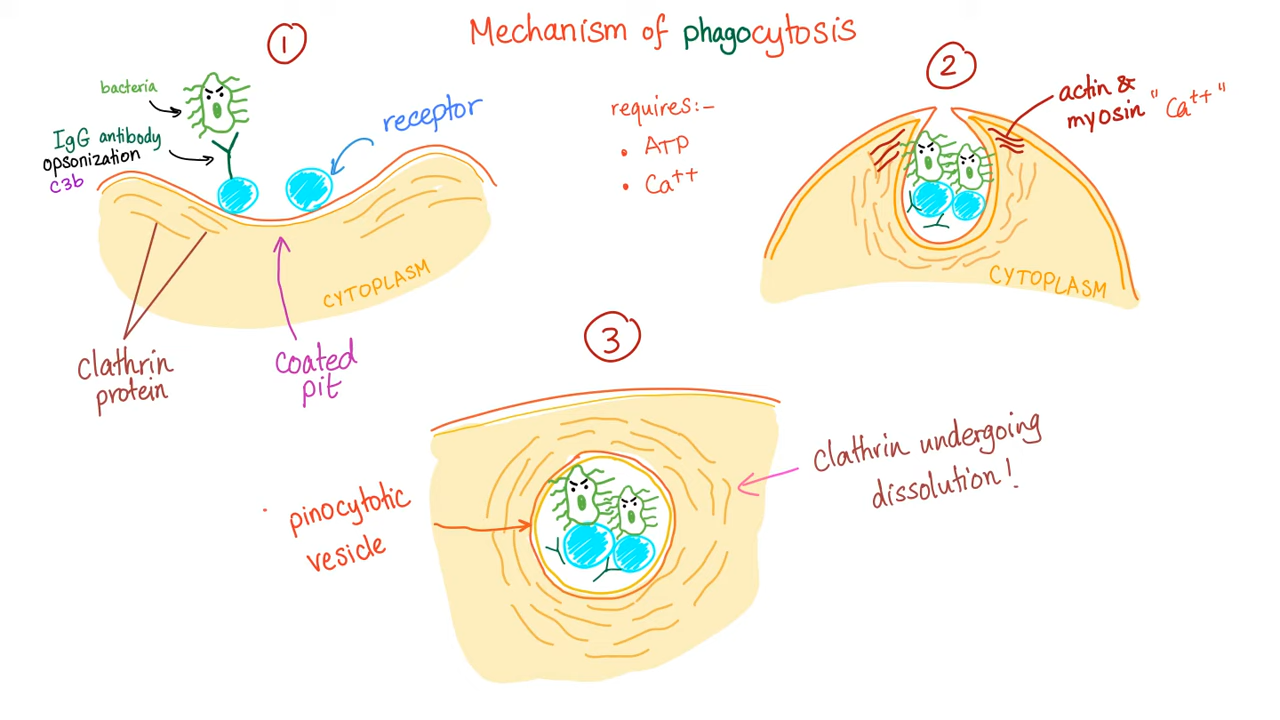 Mechanism of phagocytosis
1
bacteria
IgG antibody
opsonization
C3b
receptor
CYTOPLASM
clathrin
protein
coated
pit
requires:-
• ATP
• Ca++
2
actin &
myosin "Ca++"
CYTOPLASM
3
pinocytotic
vesicle
clathrin undergoing
dissolution!